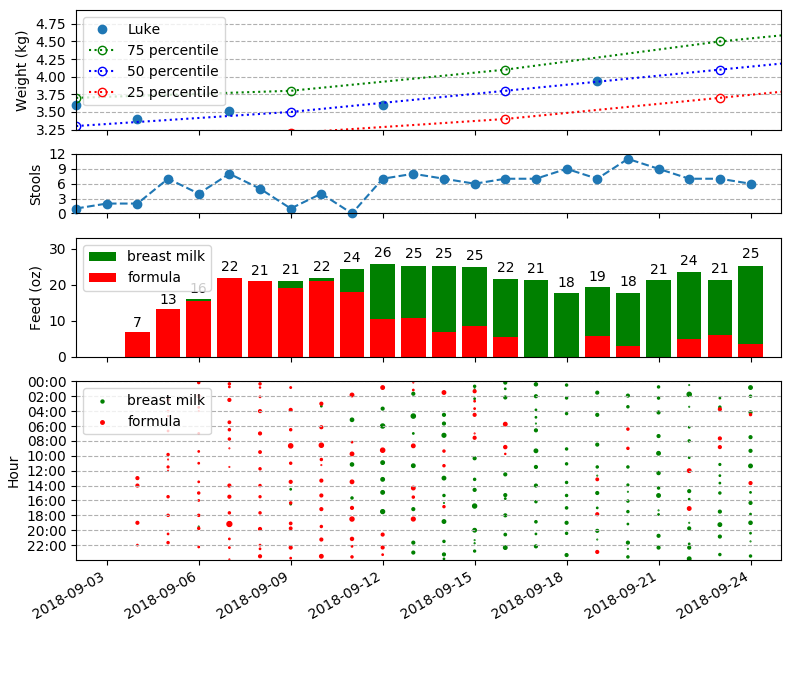 Weight (kg)
4.75
4.50
4.25
4.00
3.75
3.50
3.25
Luke
75 percentile
50 percentile
25 percentile
Stools
12
9
6
3
0
Feed (oz)
30
20
10
0
breast milk
formula
7 13 16 22 21 21 22 24 26 25 25 25 22 21 18 19 18 21 24 21 25
Hour
00:00
02:00
04:00
06:00
08:00
10:00
12:00
14:00
16:00
18:00
20:00
22:00
breast milk
formula
2018-09-03 2018-09-06 2018-09-09 2018-09-12 2018-09-15 2018-09-18 2018-09-21 2018-09-24